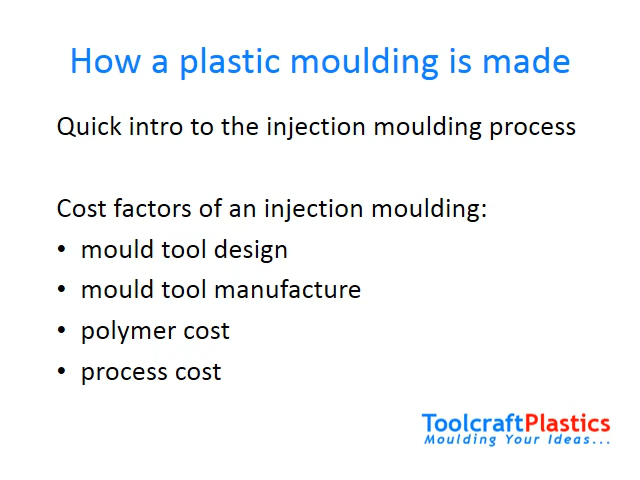 How a plastic moulding is made
Quick intro to the injection moulding process
Cost factors of an injection moulding:
• mould tool design
• mould tool manufacture
• polymer cost
• process cost
ToolcraftPlastics
Moulding Your Ideas...